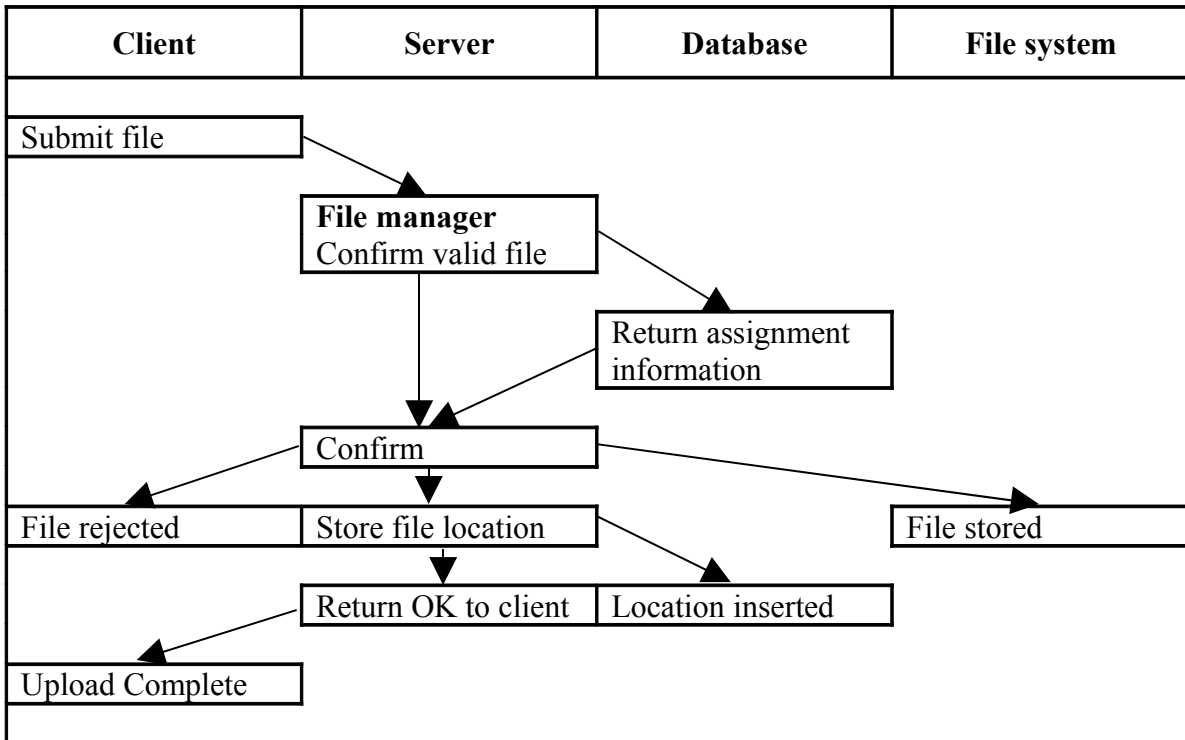 Client
Server
Database
File system
Submit file
File manager
Confirm valid file
Return assignment
information
Confirm
File rejected
Store file location
File stored
Return OK to client
Location inserted
Upload Complete